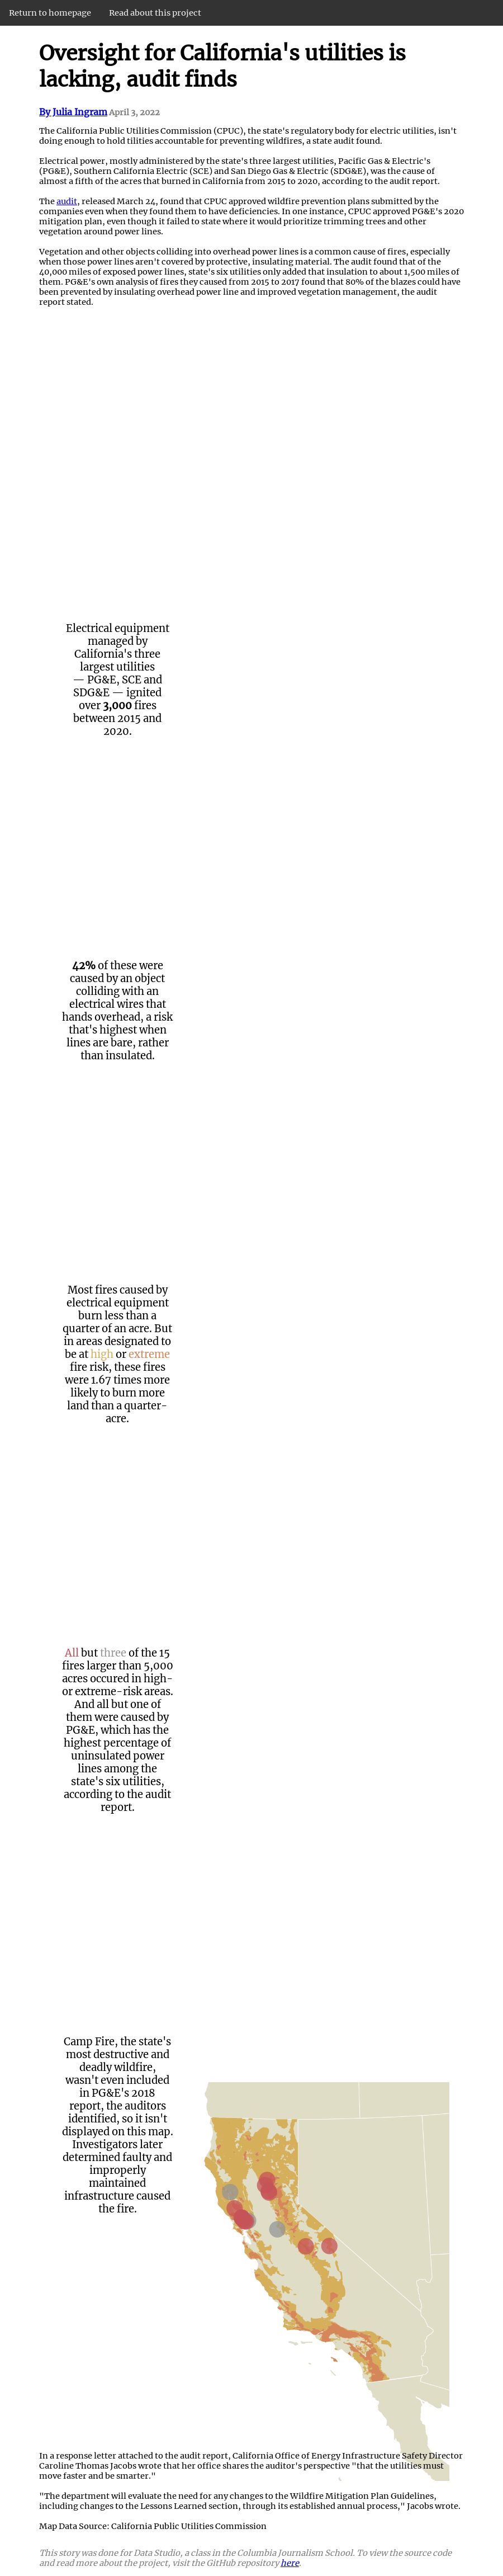 Return to homepage Read about this project
Oversight for California's utilities is
lacking, audit finds
By Julia Ingram April 3, 2022
The California Public Utilities Commission (CPUC), the state's regulatory body for electric utilities, isn't
doing enough to hold tilities accountable for preventing wildfires, a state audit found.
Electrical power, mostly administered by the state's three largest utilities, Pacific Gas & Electric's
(PG&E), Southern California Electric (SCE) and San Diego Gas & Electric (SDG&E), was the cause of
almost a fifth of the acres that burned in California from 2015 to 2020, according to the audit report.
The audit, released March 24, found that CPUC approved wildfire prevention plans submitted by the
companies even when they found them to have deficiencies. In one instance, CPUC approved PG&E's 2020
mitigation plan, even though it failed to state where it would prioritize trimming trees and other
vegetation around power lines.
Vegetation and other objects colliding into overhead power lines is a common cause of fires, especially
when those power lines aren't covered by protective, insulating material. The audit found that of the
40,000 miles of exposed power lines, state's six utilities only added that insulation to about 1,500 miles of
them. PG&E's own analysis of fires they caused from 2015 to 2017 found that 80% of the blazes could have
been prevented by insulating overhead power line and improved vegetation management, the audit
report stated.
Electrical equipment
managed by
California's three
largest utilities
— PG&E, SCE and
SDG&E — ignited
over 3,000 fires
between 2015 and
2020.
42% of these were
caused by an object
colliding with an
electrical wires that
hands overhead, a risk
that's highest when
lines are bare, rather
than insulated.
Most fires caused by
electrical equipment
burn less than a
quarter of an acre. But
in areas designated to
be at high or extreme
fire risk, these fires
were 1.67 times more
likely to burn more
land than a quarter-
acre.
All but three of the 15
fires larger than 5,000
acres occured in high-
or extreme-risk areas.
And all but one of
them were caused by
PG&E, which has the
highest percentage of
uninsulated power
lines among the
state's six utilities,
according to the audit
report.
Camp Fire, the state's
most destructive and
deadly wildfire,
wasn't even included
in PG&E's 2018
report, the auditors
identified, so it isn't
displayed on this map.
Investigators later
determined faulty and
improperly
maintained
infrastructure caused
the fire.
In a response letter attached to the audit report, California Office of Energy Infrastructure Safety Director
Caroline Thomas Jacobs wrote that her office shares the auditor's perspective "that the utilities must
move faster and be smarter."
"The department will evaluate the need for any changes to the Wildfire Mitigation Plan Guidelines,
including changes to the Lessons Learned section, through its established annual process," Jacobs wrote.
Map Data Source: California Public Utilities Commission
This story was done for Data Studio, a class in the Columbia Journalism School. To view the source code
and read more about the project, visit the GitHub repository here.